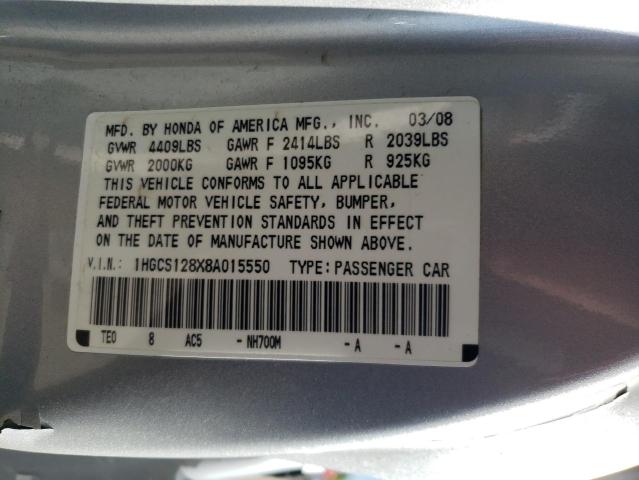 MFD. BY HONDA OF AMERICA MFG., INC. 03/08
GVWR 4409LBS GAWR F 2414LBS R 2039LBS
GVWR 2000KG GAWR F 1095KG R 925KG
THIS VEHICLE CONFORMS TO ALL APPLICABLE
FEDERAL MOTOR VEHICLE SAFETY, BUMPER,
AND THEFT PREVENTION STANDARDS IN EFFECT
ON THE DATE OF MANUFACTURE SHOWN ABOVE.
V.I.N.: 1HGCS128X8A015550 TYPE: PASSENGER CAR
TE0 8 AC5 - NH700M - A - A